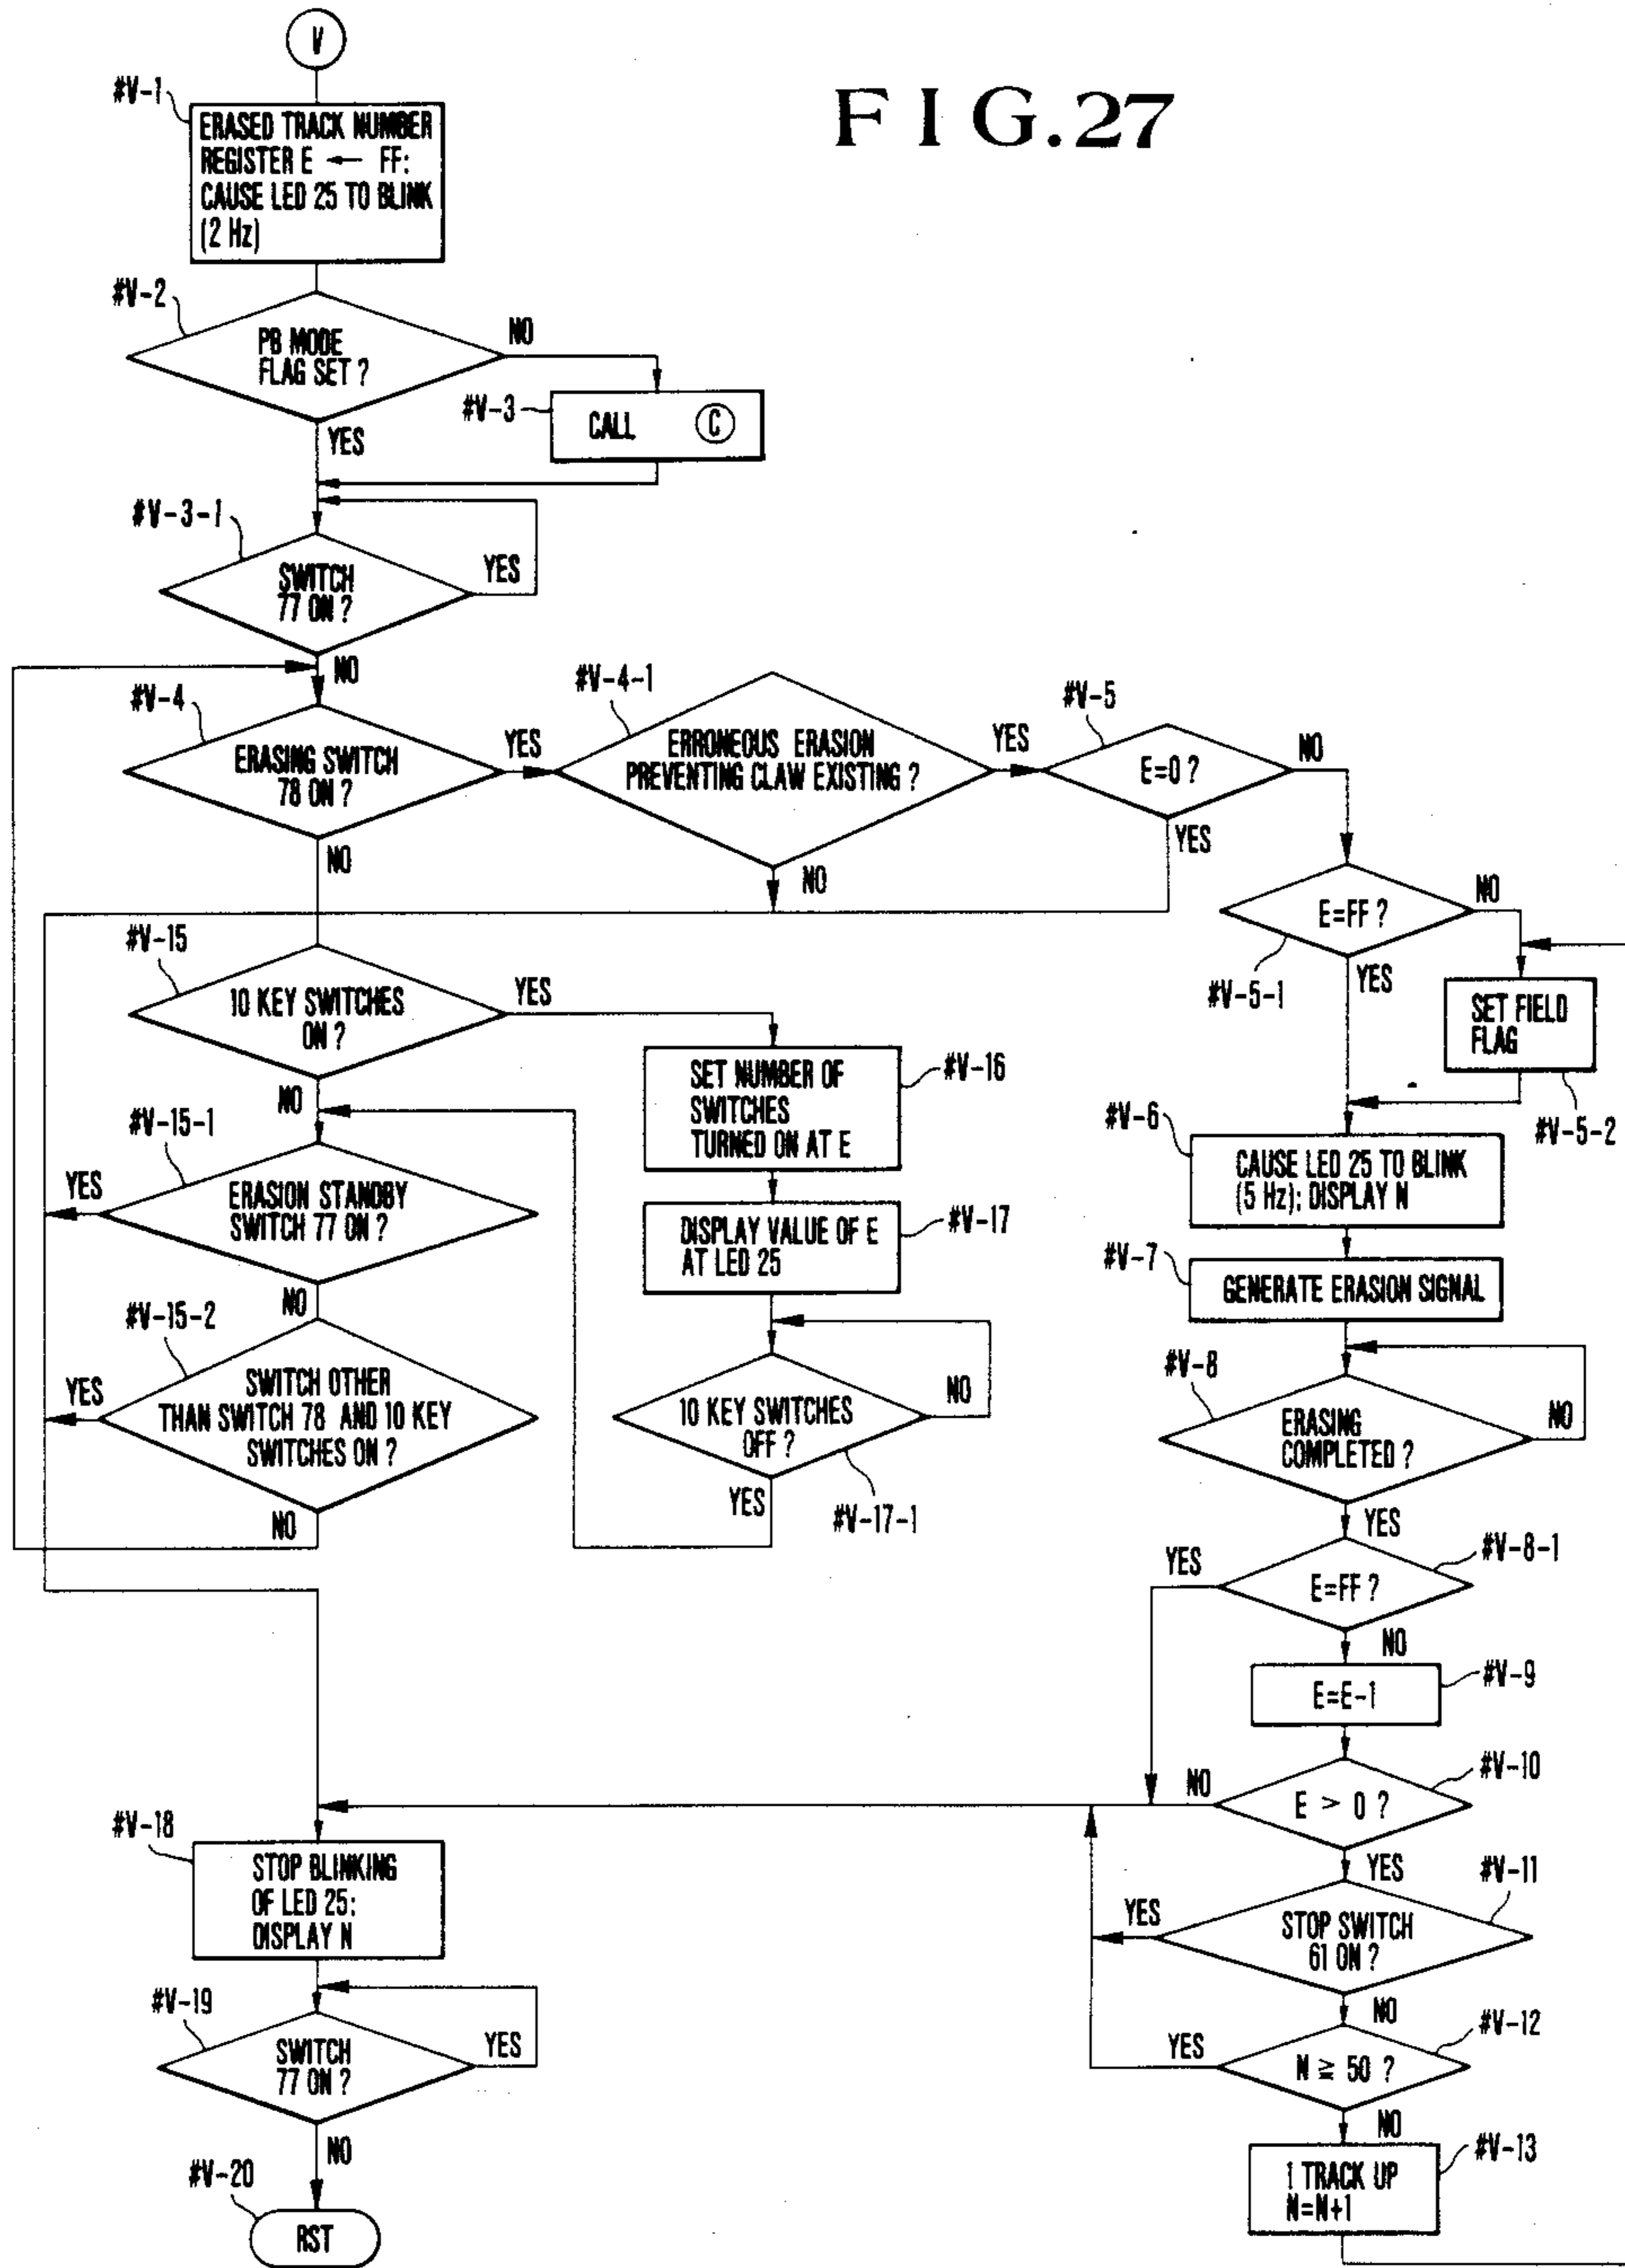 FIG.27
V
#V-1
ERASED TRACK NUMBER
REGISTER E ← FF:
CAUSE LED 25 TO BLINK
(2 Hz)
#V-2
PB MODE
FLAG SET ?
NO
YES
#V-3
CALL C
#V-3-1
SWITCH
77 ON ?
YES
NO
#V-4
ERASING SWITCH
78 ON ?
YES
NO
#V-4-1
ERRONEOUS ERASION
PREVENTING CLAW EXISTING ?
YES
NO
#V-5
E=0 ?
NO
YES
E=FF ?
#V-5-1
NO
YES
SET FIELD
FLAG
#V-5-2
#V-15
10 KEY SWITCHES
ON ?
YES
NO
SET NUMBER OF
SWITCHES
TURNED ON AT E
#V-16
DISPLAY VALUE OF E
AT LED 25
#V-17
10 KEY SWITCHES
OFF ?
NO
YES
#V-17-1
#V-15-1
YES
ERASION STANDBY
SWITCH 77 ON ?
NO
#V-15-2
YES
SWITCH OTHER
THAN SWITCH 78 AND 10 KEY
SWITCHES ON ?
NO
#V-6
CAUSE LED 25 TO BLINK
(5 Hz); DISPLAY N
#V-7
GENERATE ERASION SIGNAL
#V-8
ERASING
COMPLETED ?
NO
YES
#V-8-1
YES
E=FF ?
NO
#V-9
E=E-1
#V-10
NO
E > 0 ?
YES
#V-11
YES
STOP SWITCH
61 ON ?
NO
#V-12
YES
N ≧ 50 ?
NO
#V-13
1 TRACK UP
N=N+1
#V-18
STOP BLINKING
OF LED 25:
DISPLAY N
#V-19
SWITCH
77 ON ?
YES
NO
#V-20
RST